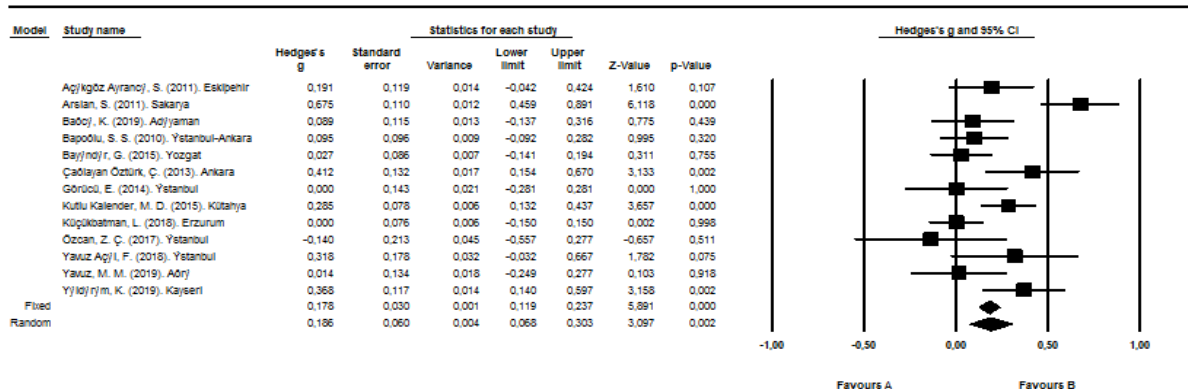 Model Study name Statistics for each study Hedges's g and 95% CI
Hedges's g Standard error Variance Lower limit Upper limit Z-Value p-Value
Açýkgöz Ayrancý, S. (2011). Eskiþehir 0,191 0,119 0,014 -0,042 0,424 1,610 0,107
Arslan, S. (2011) Sakarya 0,675 0,110 0,012 0,459 0,891 6,118 0,000
Baðcý, K. (2019) Adýyaman 0,089 0,115 0,013 -0,137 0,316 0,775 0,439
Baþoðlu, S. S. (2010). Ýstanbul-Ankara 0,095 0,096 0,009 -0,092 0,282 0,995 0,320
Bayýndýr, G. (2015) Yozgat 0,027 0,086 0,007 -0,141 0,194 0,311 0,755
Çaðlayan Öztürk, Ç. (2013). Ankara 0,412 0,132 0,017 0,154 0,670 3,133 0,002
Görücü, E. (2014). Ýstanbul 0,000 0,143 0,021 -0,281 0,281 0,000 1,000
Kutlu Kalender, M. D. (2015). Kütahya 0,285 0,078 0,006 0,132 0,437 3,657 0,000
Küçükbatman, L. (2018). Erzurum 0,000 0,076 0,006 -0,150 0,150 0,002 0,998
Özcan, Z. Ç. (2017). Ýstanbul -0,140 0,213 0,045 -0,557 0,277 -0,657 0,511
Yavuz Açýl, F. (2018). Ýstanbul 0,318 0,178 0,032 -0,032 0,667 1,782 0,075
Yavuz, M. M. (2019). Aðrý 0,014 0,134 0,018 -0,249 0,277 0,103 0,918
Yýldýrým, K. (2019). Kayseri 0,368 0,117 0,014 0,140 0,597 3,158 0,002
Fixed 0,178 0,030 0,001 0,119 0,237 5,891 0,000
Random 0,186 0,060 0,004 0,068 0,303 3,097 0,002
-1,00 -0,50 0,00 0,50 1,00
Favours A Favours B